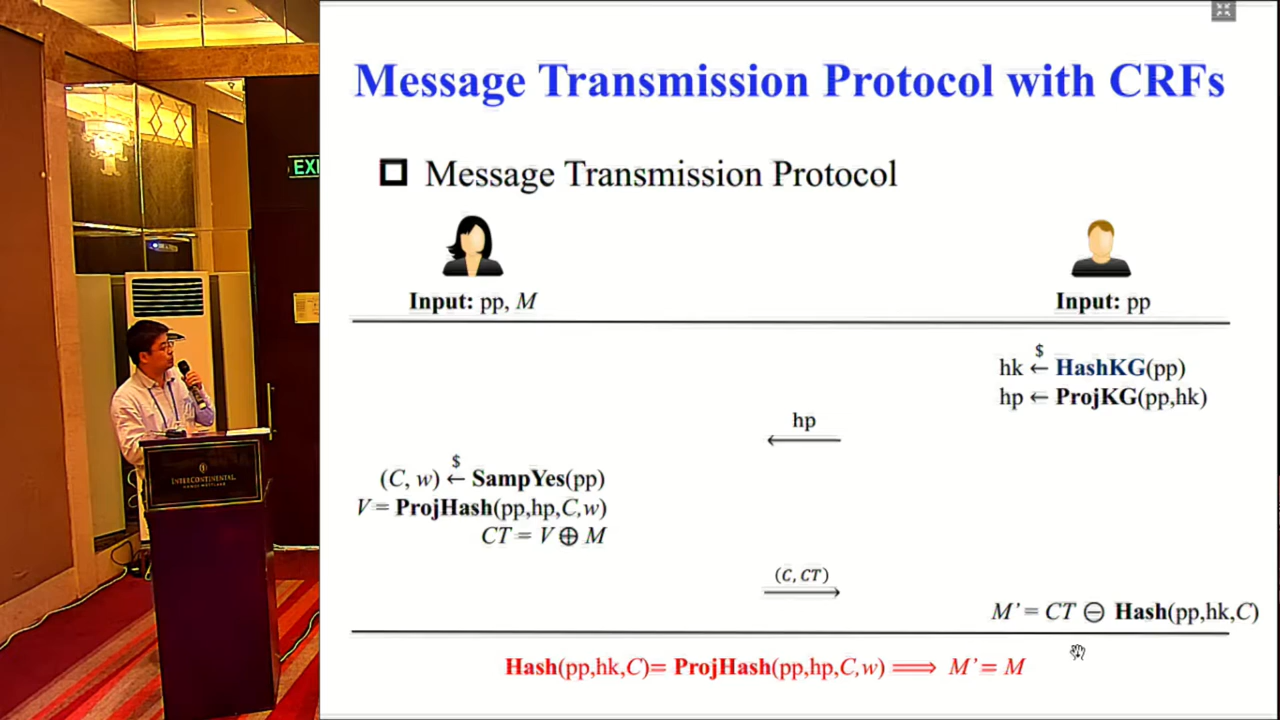 Message Transmission Protocol with CRFs
Message Transmission Protocol
Input: pp, M
Input: pp
hk ←$ HashKG(pp)
hp ← ProjKG(pp,hk)
hp
(C, w) ←$ SampYes(pp)
V = ProjHash(pp,hp,C,w)
CT = V ⊕ M
(C, CT)
M' = CT ⊖ Hash(pp,hk,C)
Hash(pp,hk,C)= ProjHash(pp,hp,C,w) ⟹ M' = M
EXI
INTERCONTINENTAL